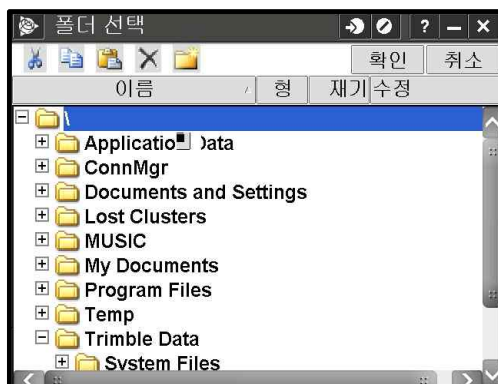 폴더 선택
? – X
확인 취소
이름 / 형 재기 수정
\
Applicatio Data
ConnMgr
Documents and Settings
Lost Clusters
MUSIC
My Documents
Program Files
Temp
Trimble Data
System Files